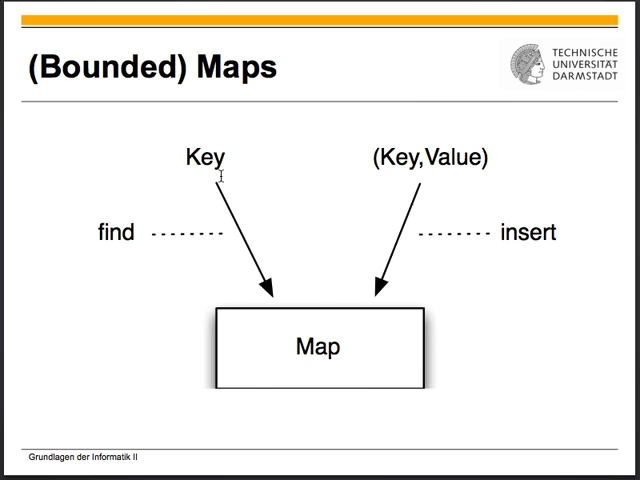 (Bounded) Maps
TECHNISCHE
UNIVERSITÄT
DARMSTADT
Key
(Key,Value)
find
insert
Map
Grundlagen der Informatik II